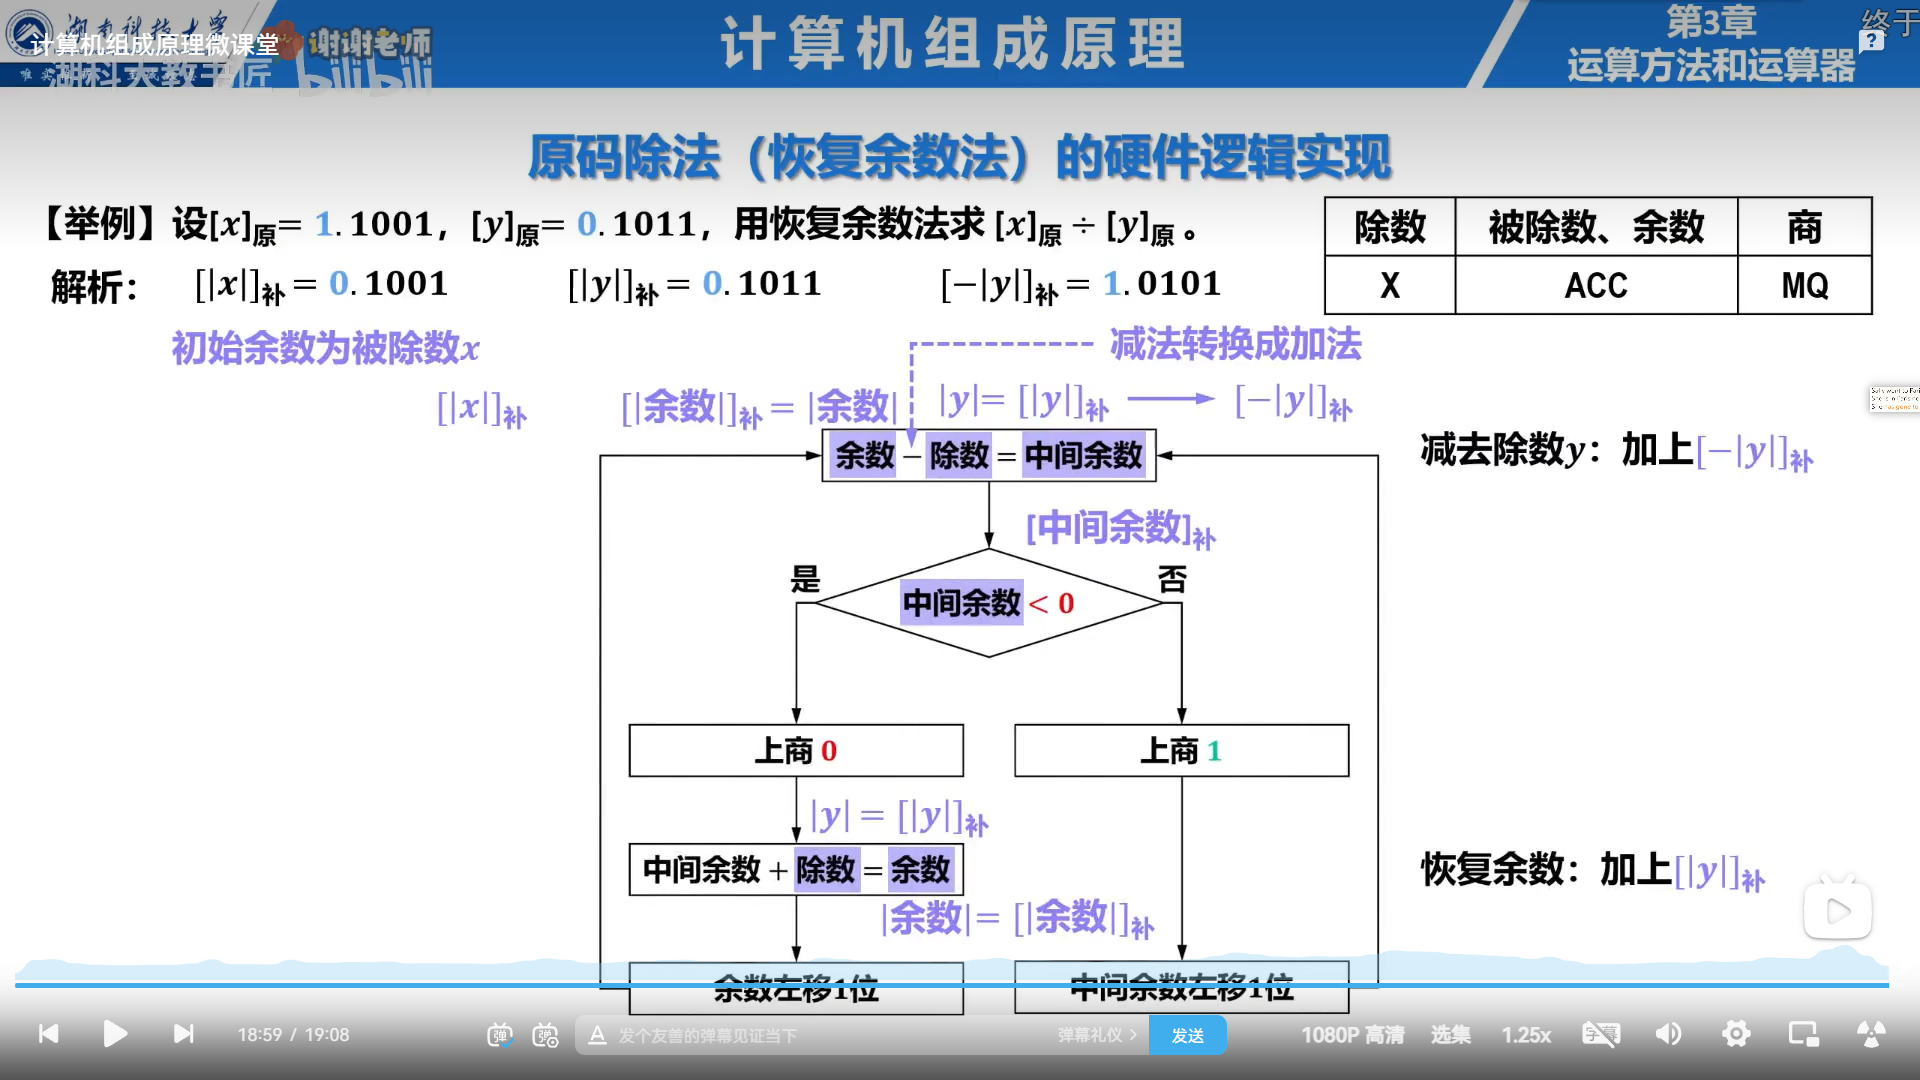 湖南科技大学
计算机组成原理微课堂
谢谢老师
湖科大教书匠
bilibili
计算机组成原理
第3章
运算方法和运算器
终于
?
原码除法（恢复余数法）的硬件逻辑实现
【举例】设[x]原= 1.1001，[y]原= 0.1011，用恢复余数法求 [x]原 ÷ [y]原 。
除数 被除数、余数 商
X ACC MQ
解析： [|x|]补 = 0.1001 [|y|]补 = 0.1011 [−|y|]补 = 1.0101
初始余数为被除数x
减法转换成加法
[|x|]补 [|余数|]补 = |余数| |y|= [|y|]补 [−|y|]补
余数 − 除数 = 中间余数
减去除数y：加上[−|y|]补
[中间余数]补
是 否
中间余数 < 0
上商 0 上商 1
|y| = [|y|]补
中间余数 + 除数 = 余数
恢复余数：加上[|y|]补
|余数|= [|余数|]补
余数左移1位 中间余数左移1位
18:59 / 19:08
弹 弹
A 发个友善的弹幕见证当下 弹幕礼仪 > 发送
1080P 高清 选集 1.25x 字幕